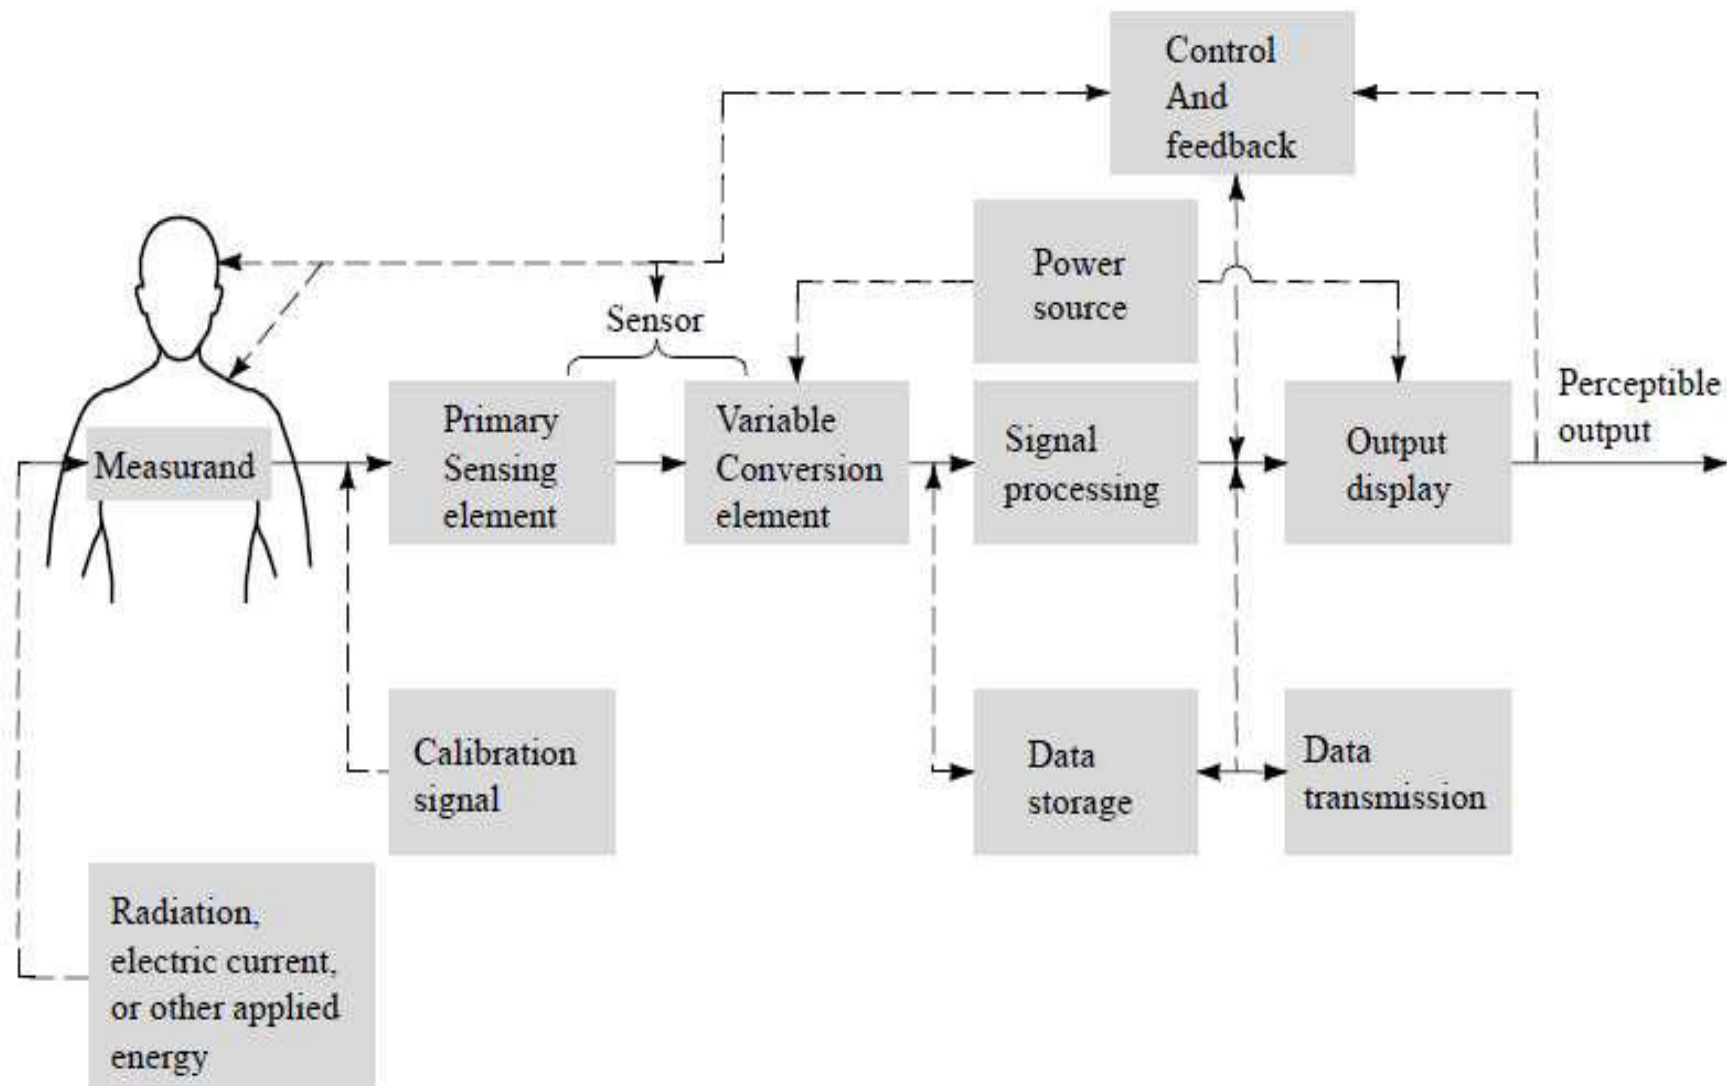 Control
And
feedback
Power
source
Sensor
Perceptible
output
Measurand
Primary
Sensing
element
Variable
Conversion
element
Signal
processing
Output
display
Calibration
signal
Data
storage
Data
transmission
Radiation,
electric current,
or other applied
energy